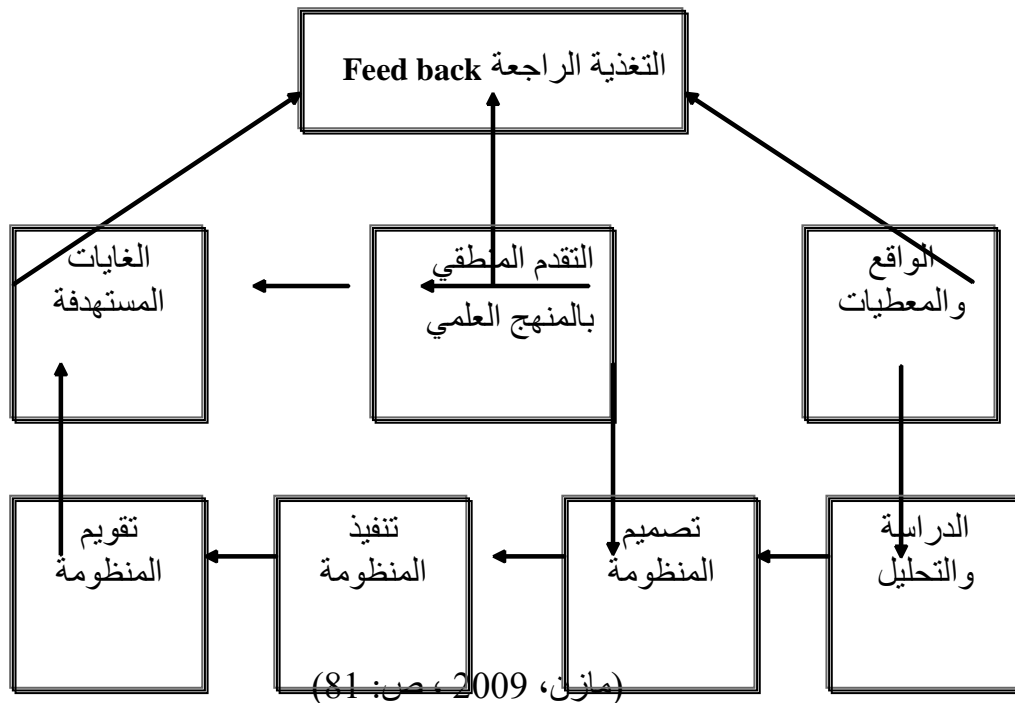 التغذية الراجعة Feed back
الواقع
والمعطيات
التقدم المنطقي
بالمنهج العلمي
الغايات
المستهدفة
الدراسة
والتحليل
تصميم
المنظومة
تنفيذ
المنظومة
تقويم
المنظومة
(مازن، 2009 ، ص: 81)